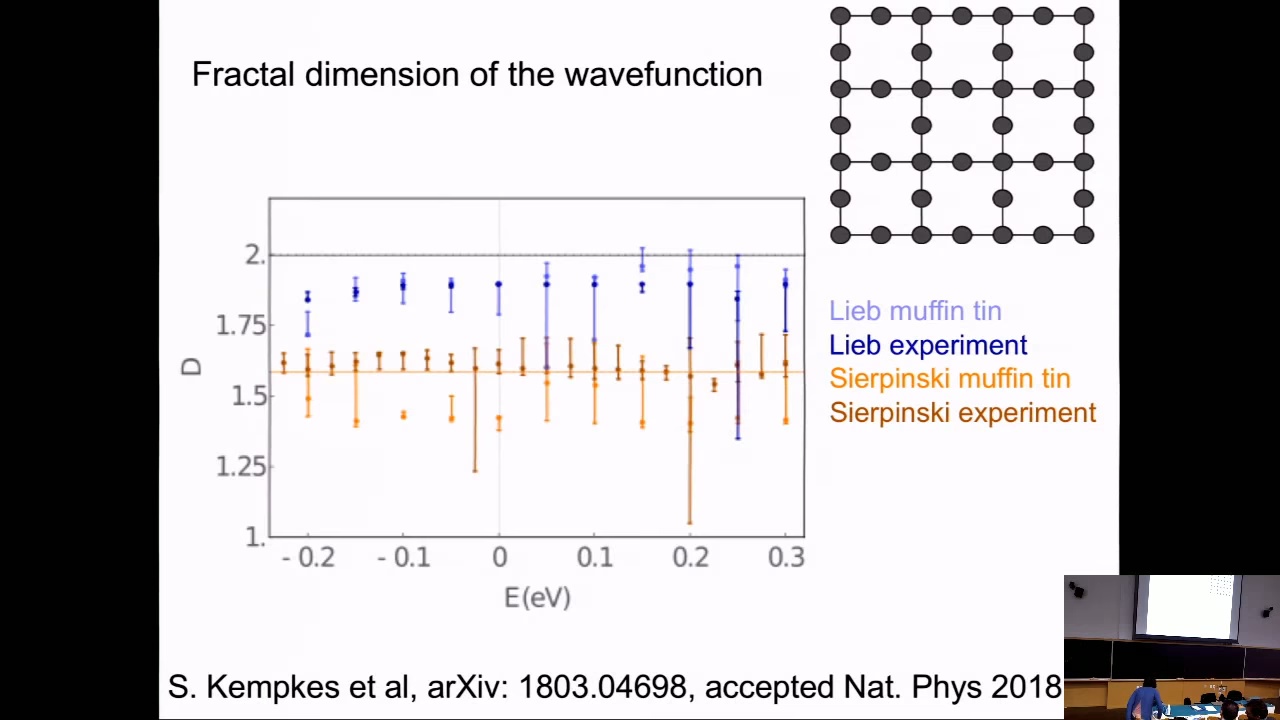 Fractal dimension of the wavefunction
2.
1.75
1.5
1.25
1.
D
- 0.2 - 0.1 0 0.1 0.2 0.3
E(eV)
Lieb muffin tin
Lieb experiment
Sierpinski muffin tin
Sierpinski experiment
S. Kempkes et al, arXiv: 1803.04698, accepted Nat. Phys 2018